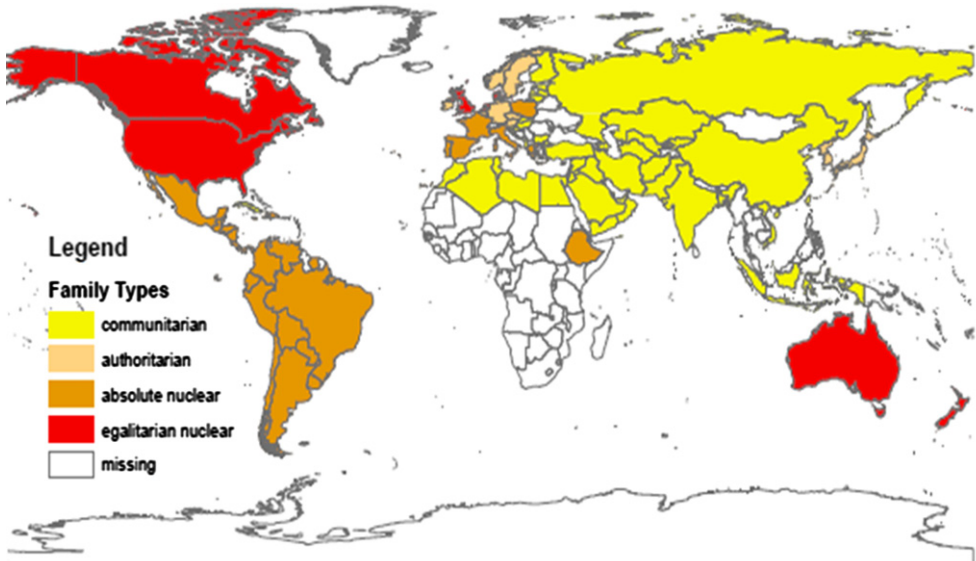 Legend
Family Types
communitarian
authoritarian
absolute nuclear
egalitarian nuclear
missing